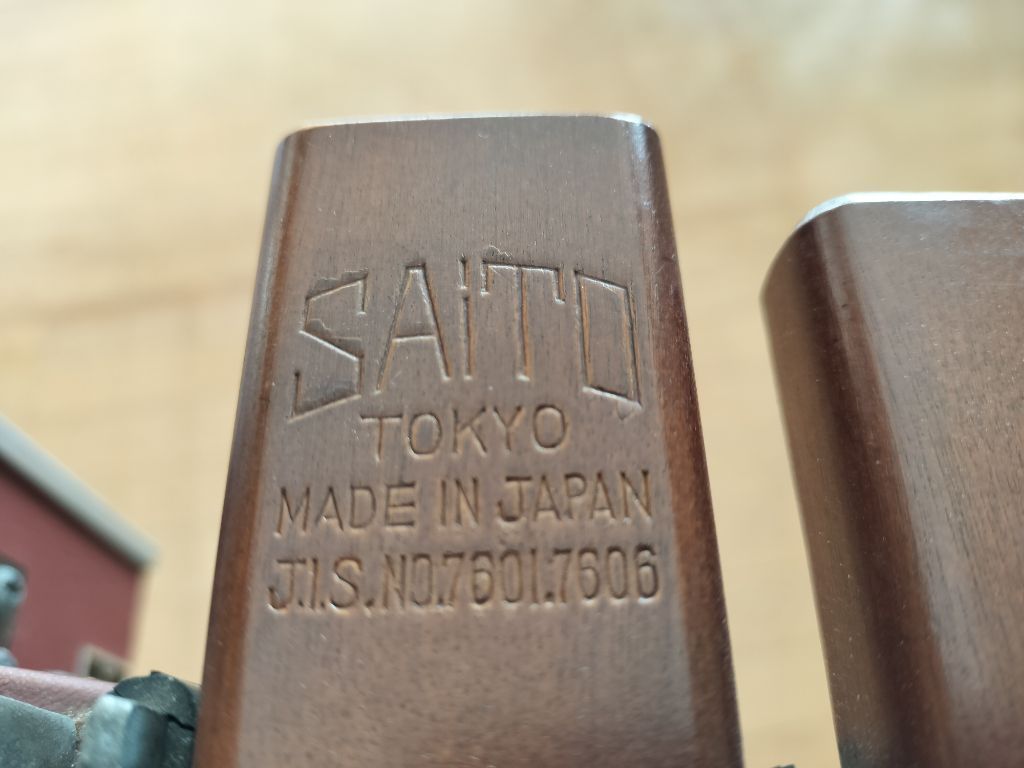 SAiTO
TOKYO
MADE IN JAPAN
J.I.S.NO.7601.7606